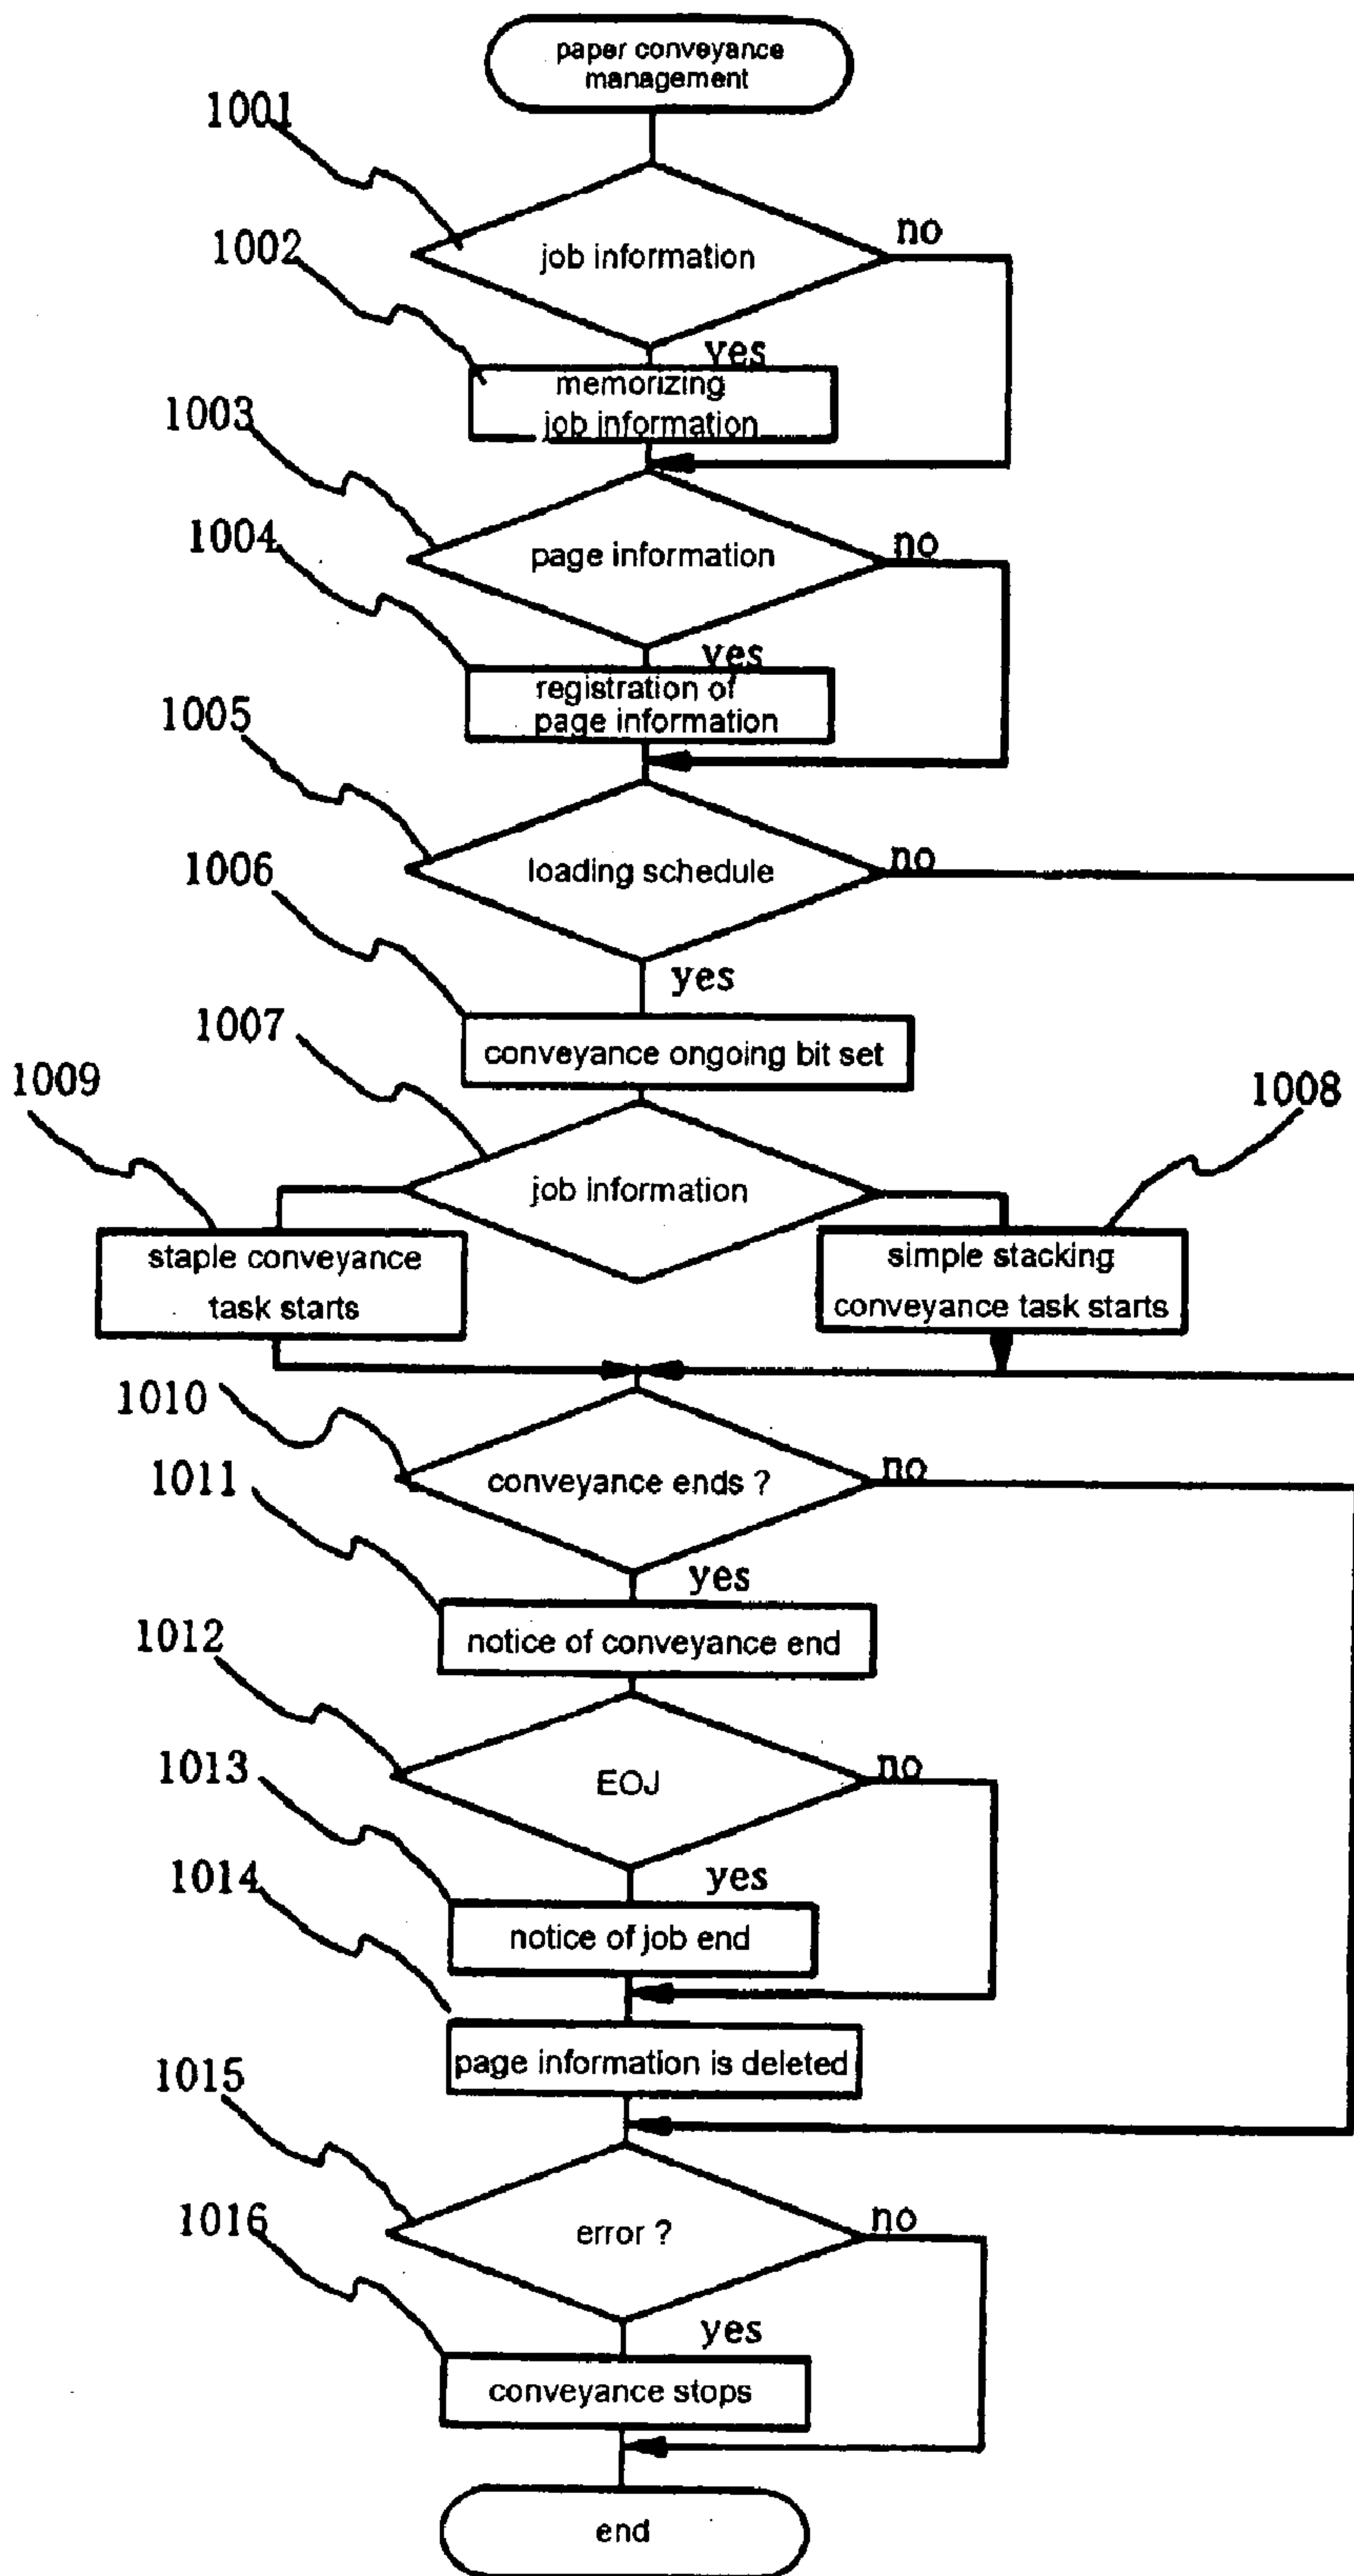 paper conveyance
management
1001
job information
no
1002
yes
memorizing
job information
1003
page information
no
1004
yes
registration of
page information
1005
loading schedule
no
1006
yes
conveyance ongoing bit set
1007
job information
1009
1008
staple conveyance
task starts
simple stacking
conveyance task starts
1010
conveyance ends ?
no
1011
yes
notice of conveyance end
1012
EOJ
no
1013
yes
notice of job end
1014
page information is deleted
1015
error ?
no
1016
yes
conveyance stops
end